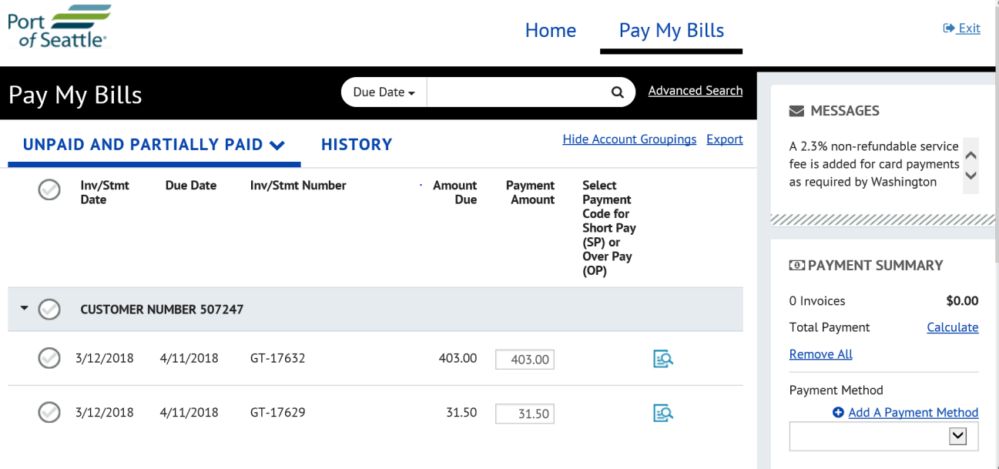 Port
of Seattle®
Home
Pay My Bills
Exit
Pay My Bills
Due Date
Advanced Search
UNPAID AND PARTIALLY PAID
HISTORY
Hide Account Groupings
Export
Inv/Stmt
Date
Due Date
Inv/Stmt Number
Amount
Due
Payment
Amount
Select
Payment
Code for
Short Pay
(SP) or
Over Pay
(OP)
CUSTOMER NUMBER 507247
3/12/2018 4/11/2018 GT-17632 403.00 403.00
3/12/2018 4/11/2018 GT-17629 31.50 31.50
MESSAGES
A 2.3% non-refundable service
fee is added for card payments
as required by Washington
PAYMENT SUMMARY
0 Invoices $0.00
Total Payment Calculate
Remove All
Payment Method
Add A Payment Method